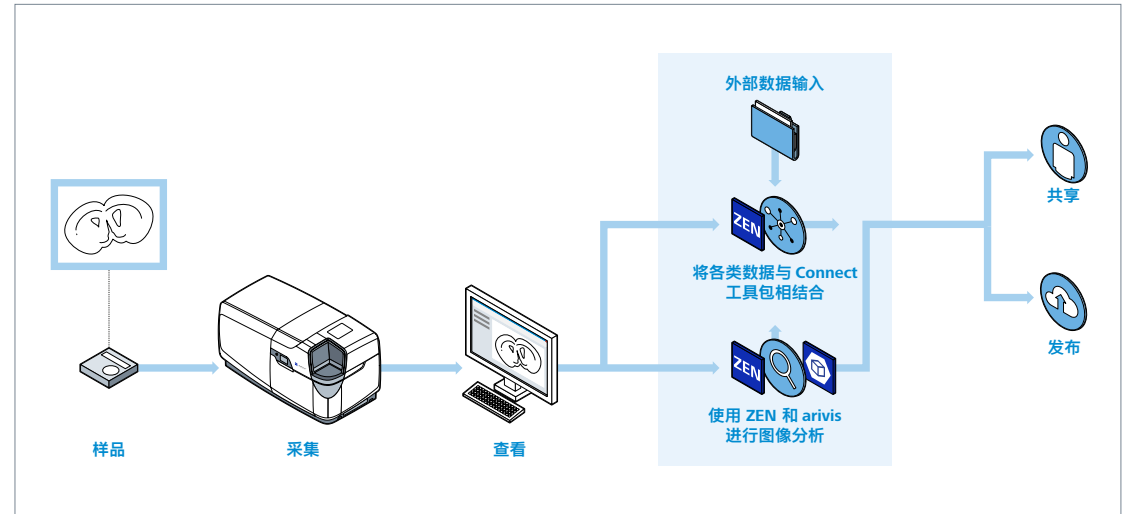 外部数据输入
ZEN
将各类数据与 Connect
工具包相结合
ZEN
使用 ZEN 和 arivis
进行图像分析
样品
采集
查看
共享
发布